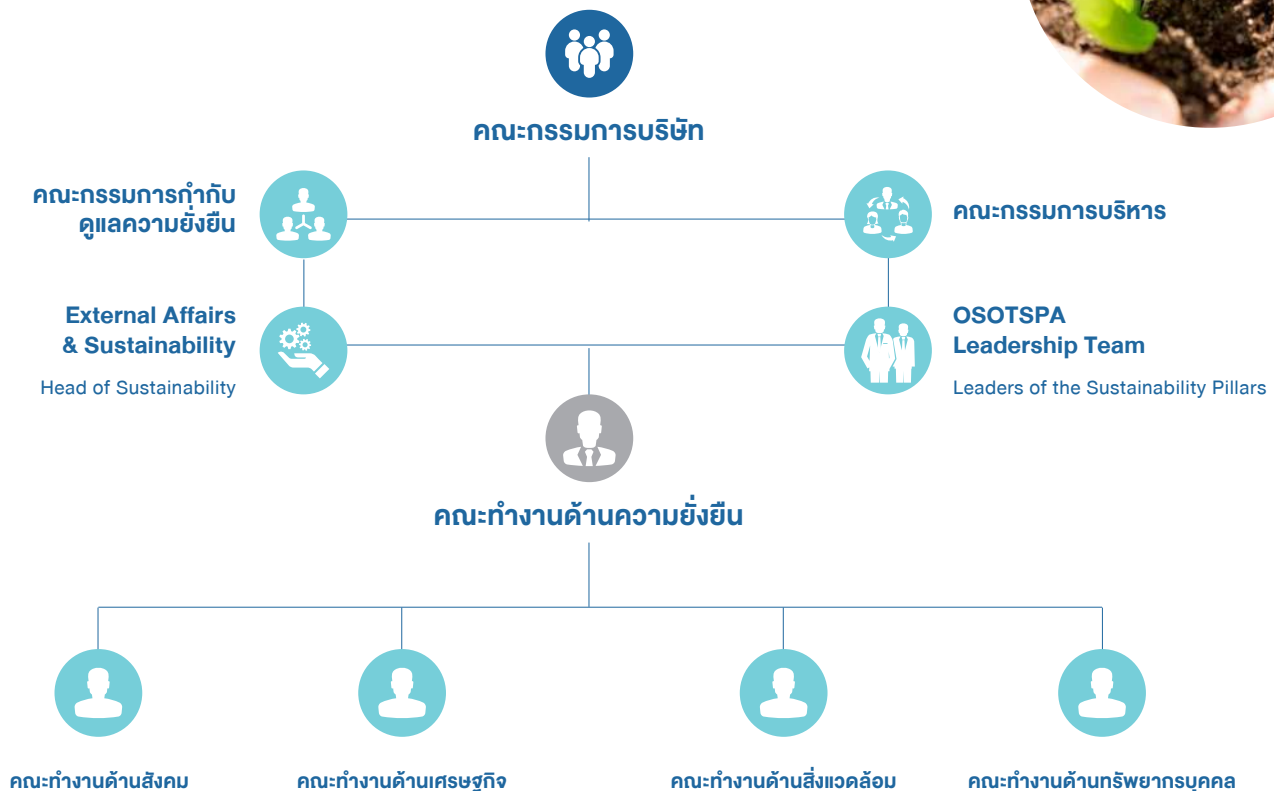 คณะกรรมการบริษัท
คณะกรรมการกำกับ
ดูแลความยั่งยืน
คณะกรรมการบริหาร
External Affairs
& Sustainability
Head of Sustainability
OSOTSPA
Leadership Team
Leaders of the Sustainability Pillars
คณะทำงานด้านความยั่งยืน
คณะทำงานด้านสังคม
คณะทำงานด้านเศรษฐกิจ
คณะทำงานด้านสิ่งแวดล้อม
คณะทำงานด้านทรัพยากรบุคคล